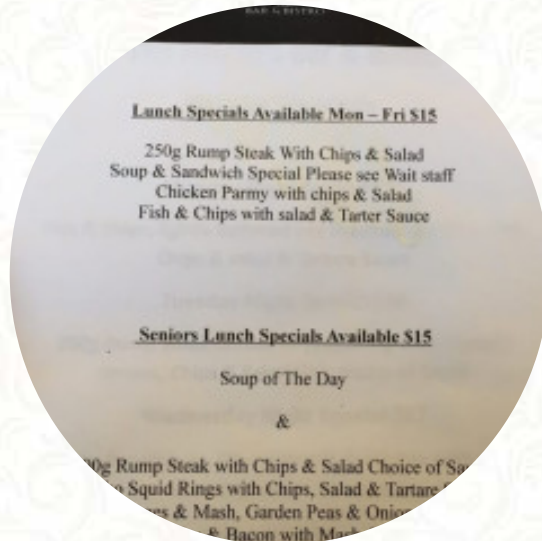 BAR & BISTRO
Lunch Specials Available Mon – Fri $15
250g Rump Steak With Chips & Salad
Soup & Sandwich Special Please see Wait staff
Chicken Parmy with chips & Salad
Fish & Chips with salad & Tarter Sauce
Seniors Lunch Specials Available $15
Soup of The Day
&
Rump Steak with Chips & Salad Choice of
Squid Rings with Chips, Salad & Tartare
& Mash, Garden Peas &
& Bacon with